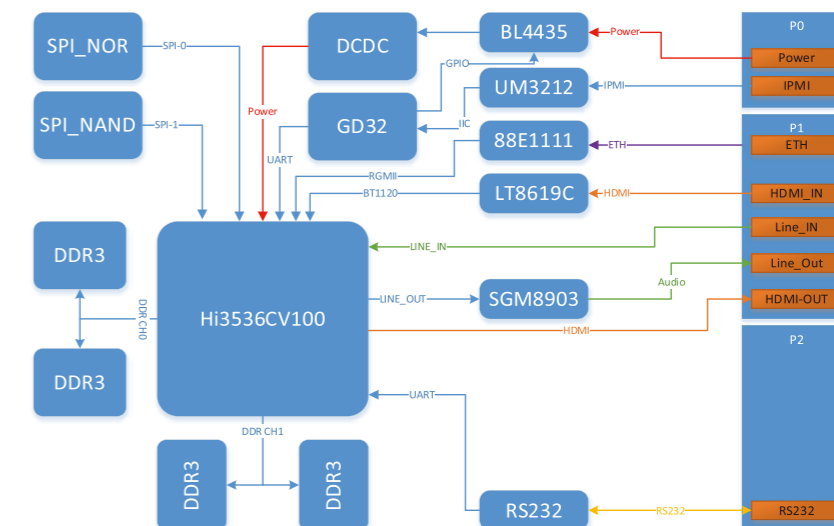 SPI_NOR
SPI-0
DCDC
BL4435
Power
P0
Power
GPIO
UM3212
IPMI
IPMI
SPI_NAND
SPI-1
Power
GD32
IIC
UART
88E1111
ETH
P1
ETH
RGMII
BT1120
LT8619C
HDMI
HDMI_IN
DDR3
LINE_IN
Line_IN
Line_Out
Audio
DDR CH0
Hi3536CV100
LINE_OUT
SGM8903
HDMI-OUT
HDMI
P2
DDR3
UART
DDR CH1
DDR3
DDR3
RS232
RS232
RS232